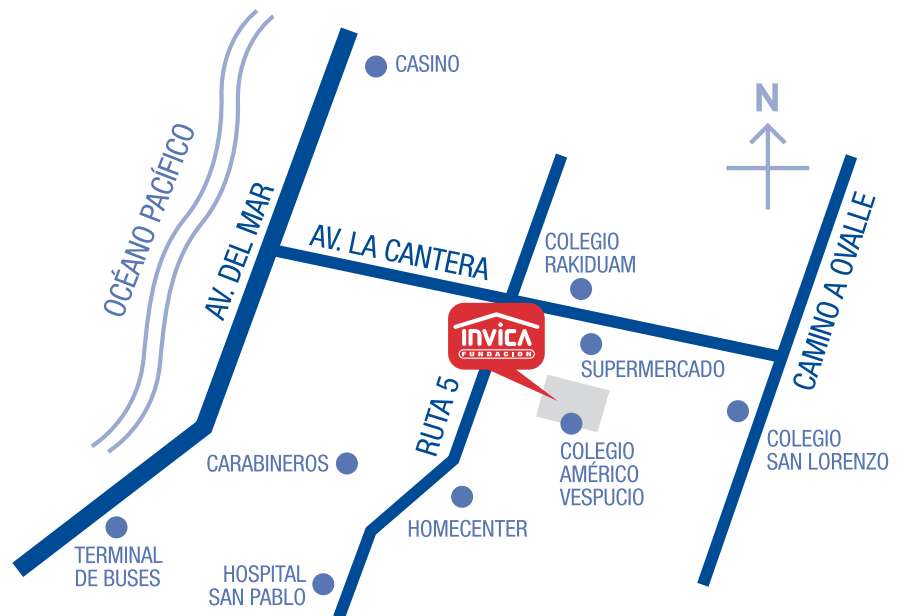 CASINO
N
OCÉANO PACÍFICO
AV. DEL MAR
AV. LA CANTERA
COLEGIO
RAKIDUAM
CAMINO A OVALLE
INVICA
FUNDACION
SUPERMERCADO
RUTA 5
COLEGIO
AMÉRICO
VESPUCIO
COLEGIO
SAN LORENZO
CARABINEROS
HOMECENTER
TERMINAL
DE BUSES
HOSPITAL
SAN PABLO